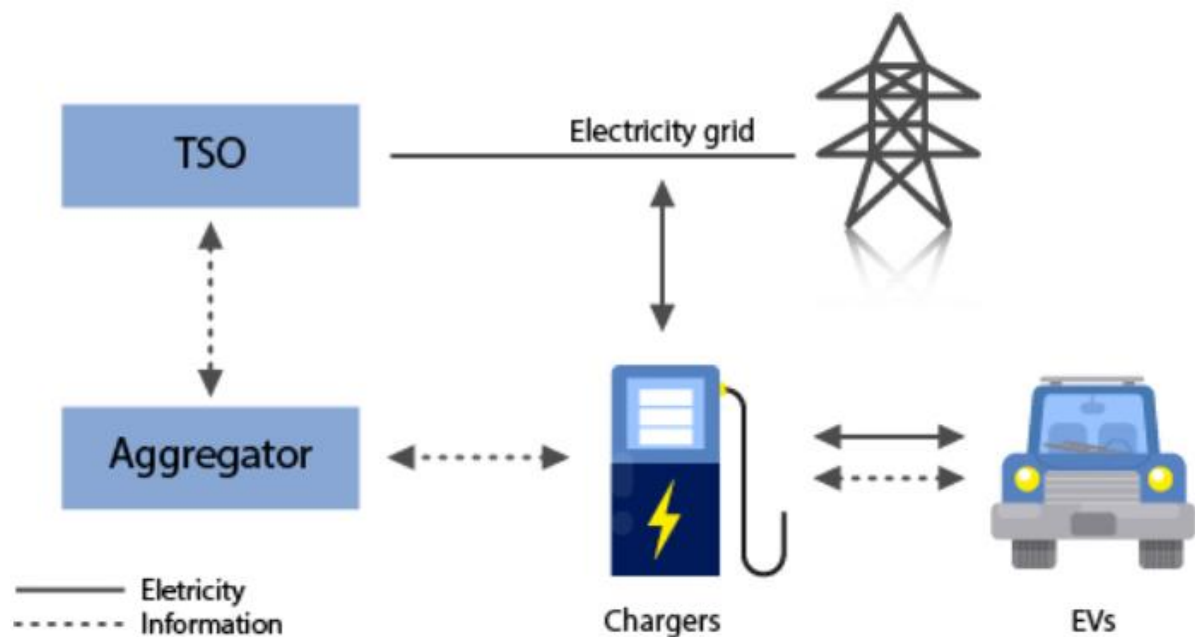 TSO
Electricity grid
Aggregator
Eletricity
Information
Chargers
EVs